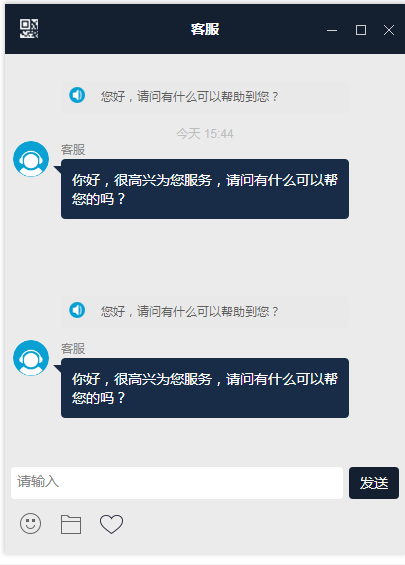 客服
您好，请问有什么可以帮助到您？
今天 15:44
客服
你好，很高兴为您服务，请问有什么可以帮
您的吗？
您好，请问有什么可以帮助到您？
客服
你好，很高兴为您服务，请问有什么可以帮
您的吗？
请输入
发送